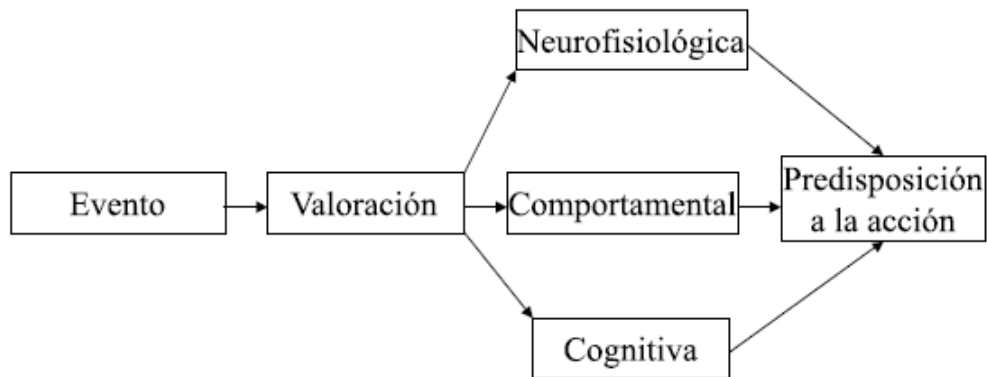 Neurofisiológica
Evento
Valoración
Comportamental
Predisposición
a la acción
Cognitiva